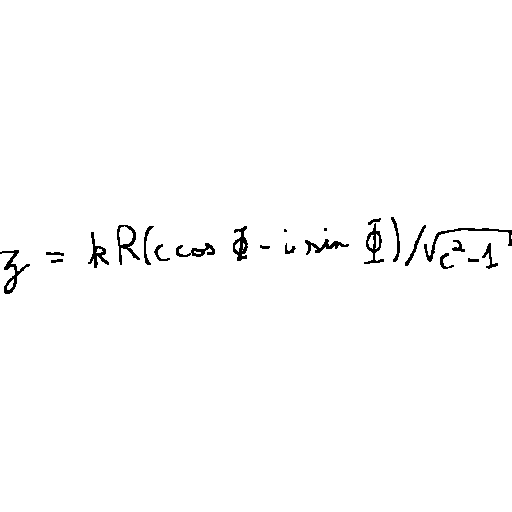 z = kR(c cos Φ - i sin Φ)/√(c²-1)